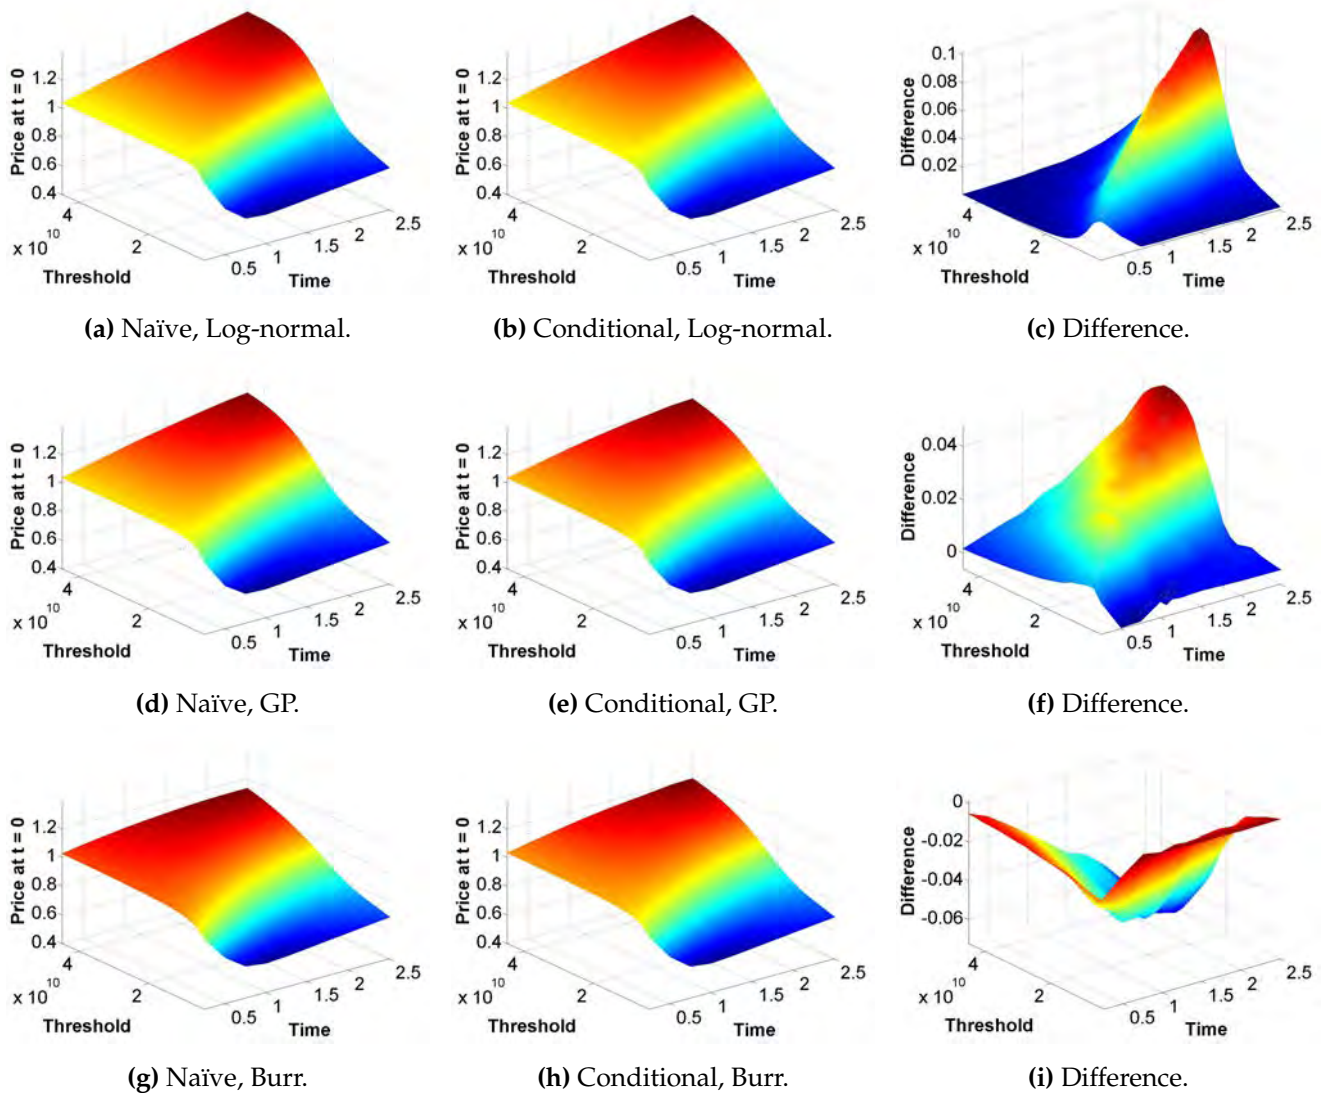 Price at t = 0
1.2
1
0.8
0.6
0.4
4
x 10^10
2
Threshold
0.5
1
1.5
2
2.5
Time
(a) Naïve, Log-normal.
Price at t = 0
1.2
1
0.8
0.6
0.4
4
x 10^10
2
Threshold
0.5
1
1.5
2
2.5
Time
(b) Conditional, Log-normal.
Difference
0.1
0.08
0.06
0.04
0.02
4
x 10^10
2
Threshold
0.5
1
1.5
2
2.5
Time
(c) Difference.
Price at t = 0
1.2
1
0.8
0.6
0.4
4
x 10^10
2
Threshold
0.5
1
1.5
2
2.5
Time
(d) Naïve, GP.
Price at t = 0
1.2
1
0.8
0.6
0.4
4
x 10^10
2
Threshold
0.5
1
1.5
2
2.5
Time
(e) Conditional, GP.
Difference
0.04
0.02
0
4
x 10^10
2
Threshold
0.5
1
1.5
2
2.5
Time
(f) Difference.
Price at t = 0
1.2
1
0.8
0.6
0.4
4
x 10^10
2
Threshold
0.5
1
1.5
2
2.5
Time
(g) Naïve, Burr.
Price at t = 0
1.2
1
0.8
0.6
0.4
4
x 10^10
2
Threshold
0.5
1
1.5
2
2.5
Time
(h) Conditional, Burr.
Difference
0
-0.02
-0.04
-0.06
4
x 10^10
2
Threshold
0.5
1
1.5
2
2.5
Time
(i) Difference.